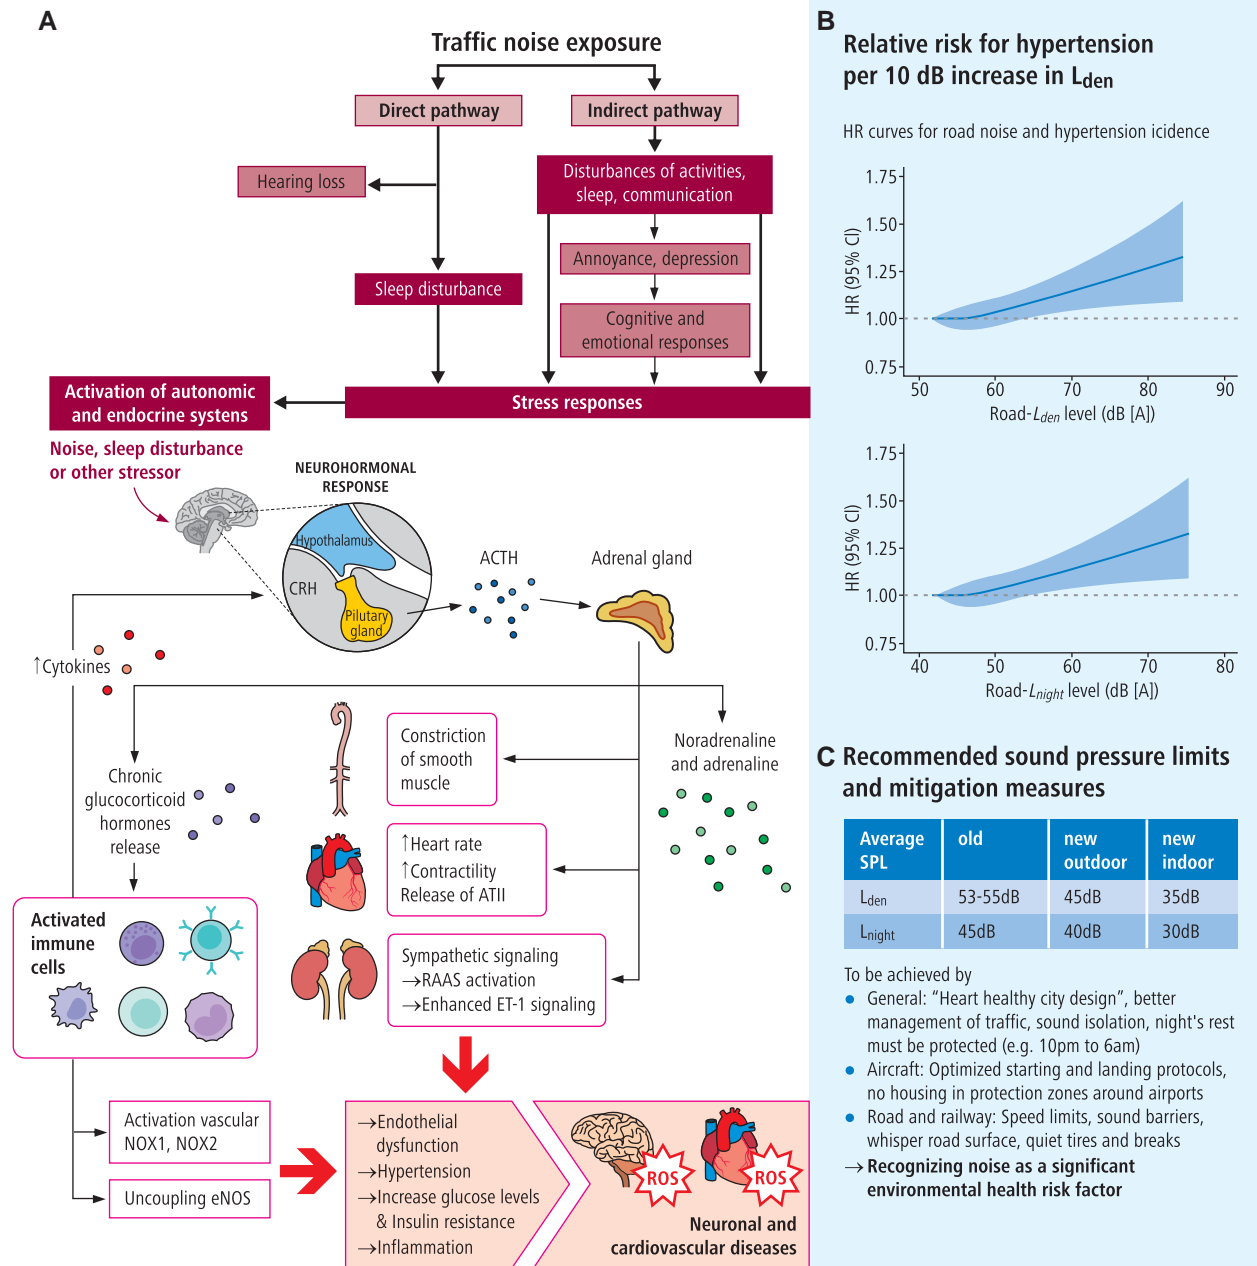 A
Traffic noise exposure
Direct pathway
Indirect pathway
Hearing loss
Disturbances of activities,
sleep, communication
Annoyance, depression
Sleep disturbance
Cognitive and
emotional responses
Activation of autonomic
and endocrine systens
Stress responses
Noise, sleep disturbance
or other stressor
NEUROHORMONAL
RESPONSE
Hypothalamus
CRH
Pilutary
gland
ACTH
Adrenal gland
↑Cytokines
Chronic
glucocorticoid
hormones
release
Constriction
of smooth
muscle
Noradrenaline
and adrenaline
↑Heart rate
↑Contractility
Release of ATII
Activated
immune
cells
Sympathetic signaling
→RAAS activation
→Enhanced ET-1 signaling
Activation vascular
NOX1, NOX2
Uncoupling eNOS
→Endothelial
dysfunction
→Hypertension
→Increase glucose levels
& Insulin resistance
→Inflammation
ROS
ROS
Neuronal and
cardiovascular diseases
B
Relative risk for hypertension
per 10 dB increase in Lden
HR curves for road noise and hypertension icidence
HR (95% CI)
1.75
1.50
1.25
1.00
0.75
50 60 70 80 90
Road-Lden level (dB [A])
HR (95% CI)
1.75
1.50
1.25
1.00
0.75
40 50 60 70 80
Road-Lnight level (dB [A])
C Recommended sound pressure limits
and mitigation measures
Average SPL old new outdoor new indoor
Lden 53-55dB 45dB 35dB
Lnight 45dB 40dB 30dB
To be achieved by
● General: “Heart healthy city design”, better
management of traffic, sound isolation, night's rest
must be protected (e.g. 10pm to 6am)
● Aircraft: Optimized starting and landing protocols,
no housing in protection zones around airports
● Road and railway: Speed limits, sound barriers,
whisper road surface, quiet tires and breaks
→ Recognizing noise as a significant
environmental health risk factor